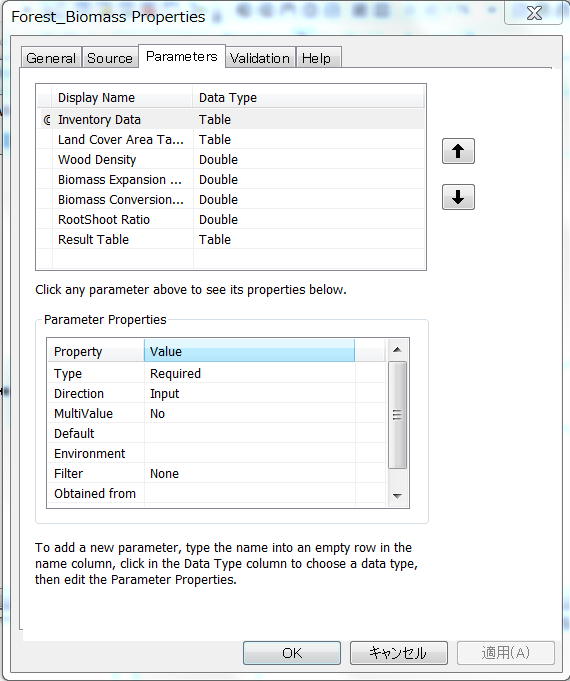 Forest_Biomass Properties
General Source Parameters Validation Help
Display Name Data Type
Inventory Data Table
Land Cover Area Ta... Table
Wood Density Double
Biomass Expansion ... Double
Biomass Conversion... Double
RootShoot Ratio Double
Result Table Table
Click any parameter above to see its properties below.
Parameter Properties
Property Value
Type Required
Direction Input
MultiValue No
Default
Environment
Filter None
Obtained from
To add a new parameter, type the name into an empty row in the
name column, click in the Data Type column to choose a data type,
then edit the Parameter Properties.
OK キャンセル 適用(A)